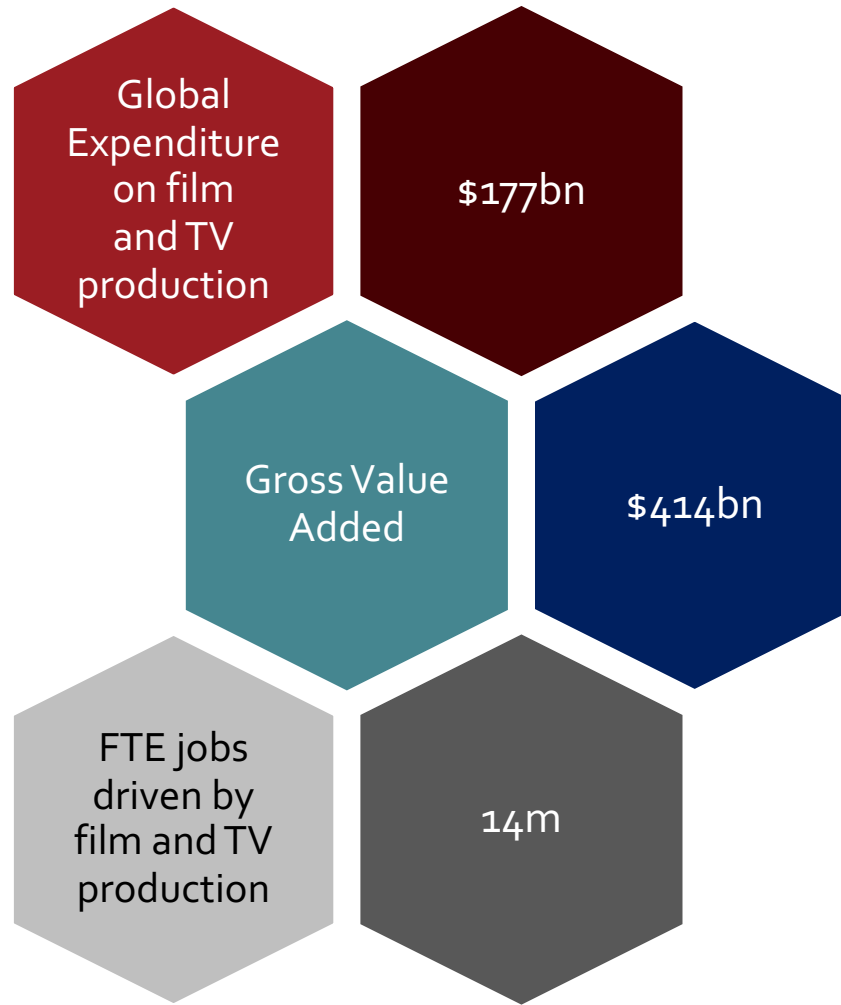 Global
Expenditure
on film
and TV
production
$177bn
Gross Value
Added
$414bn
FTE jobs
driven by
film and TV
production
14m